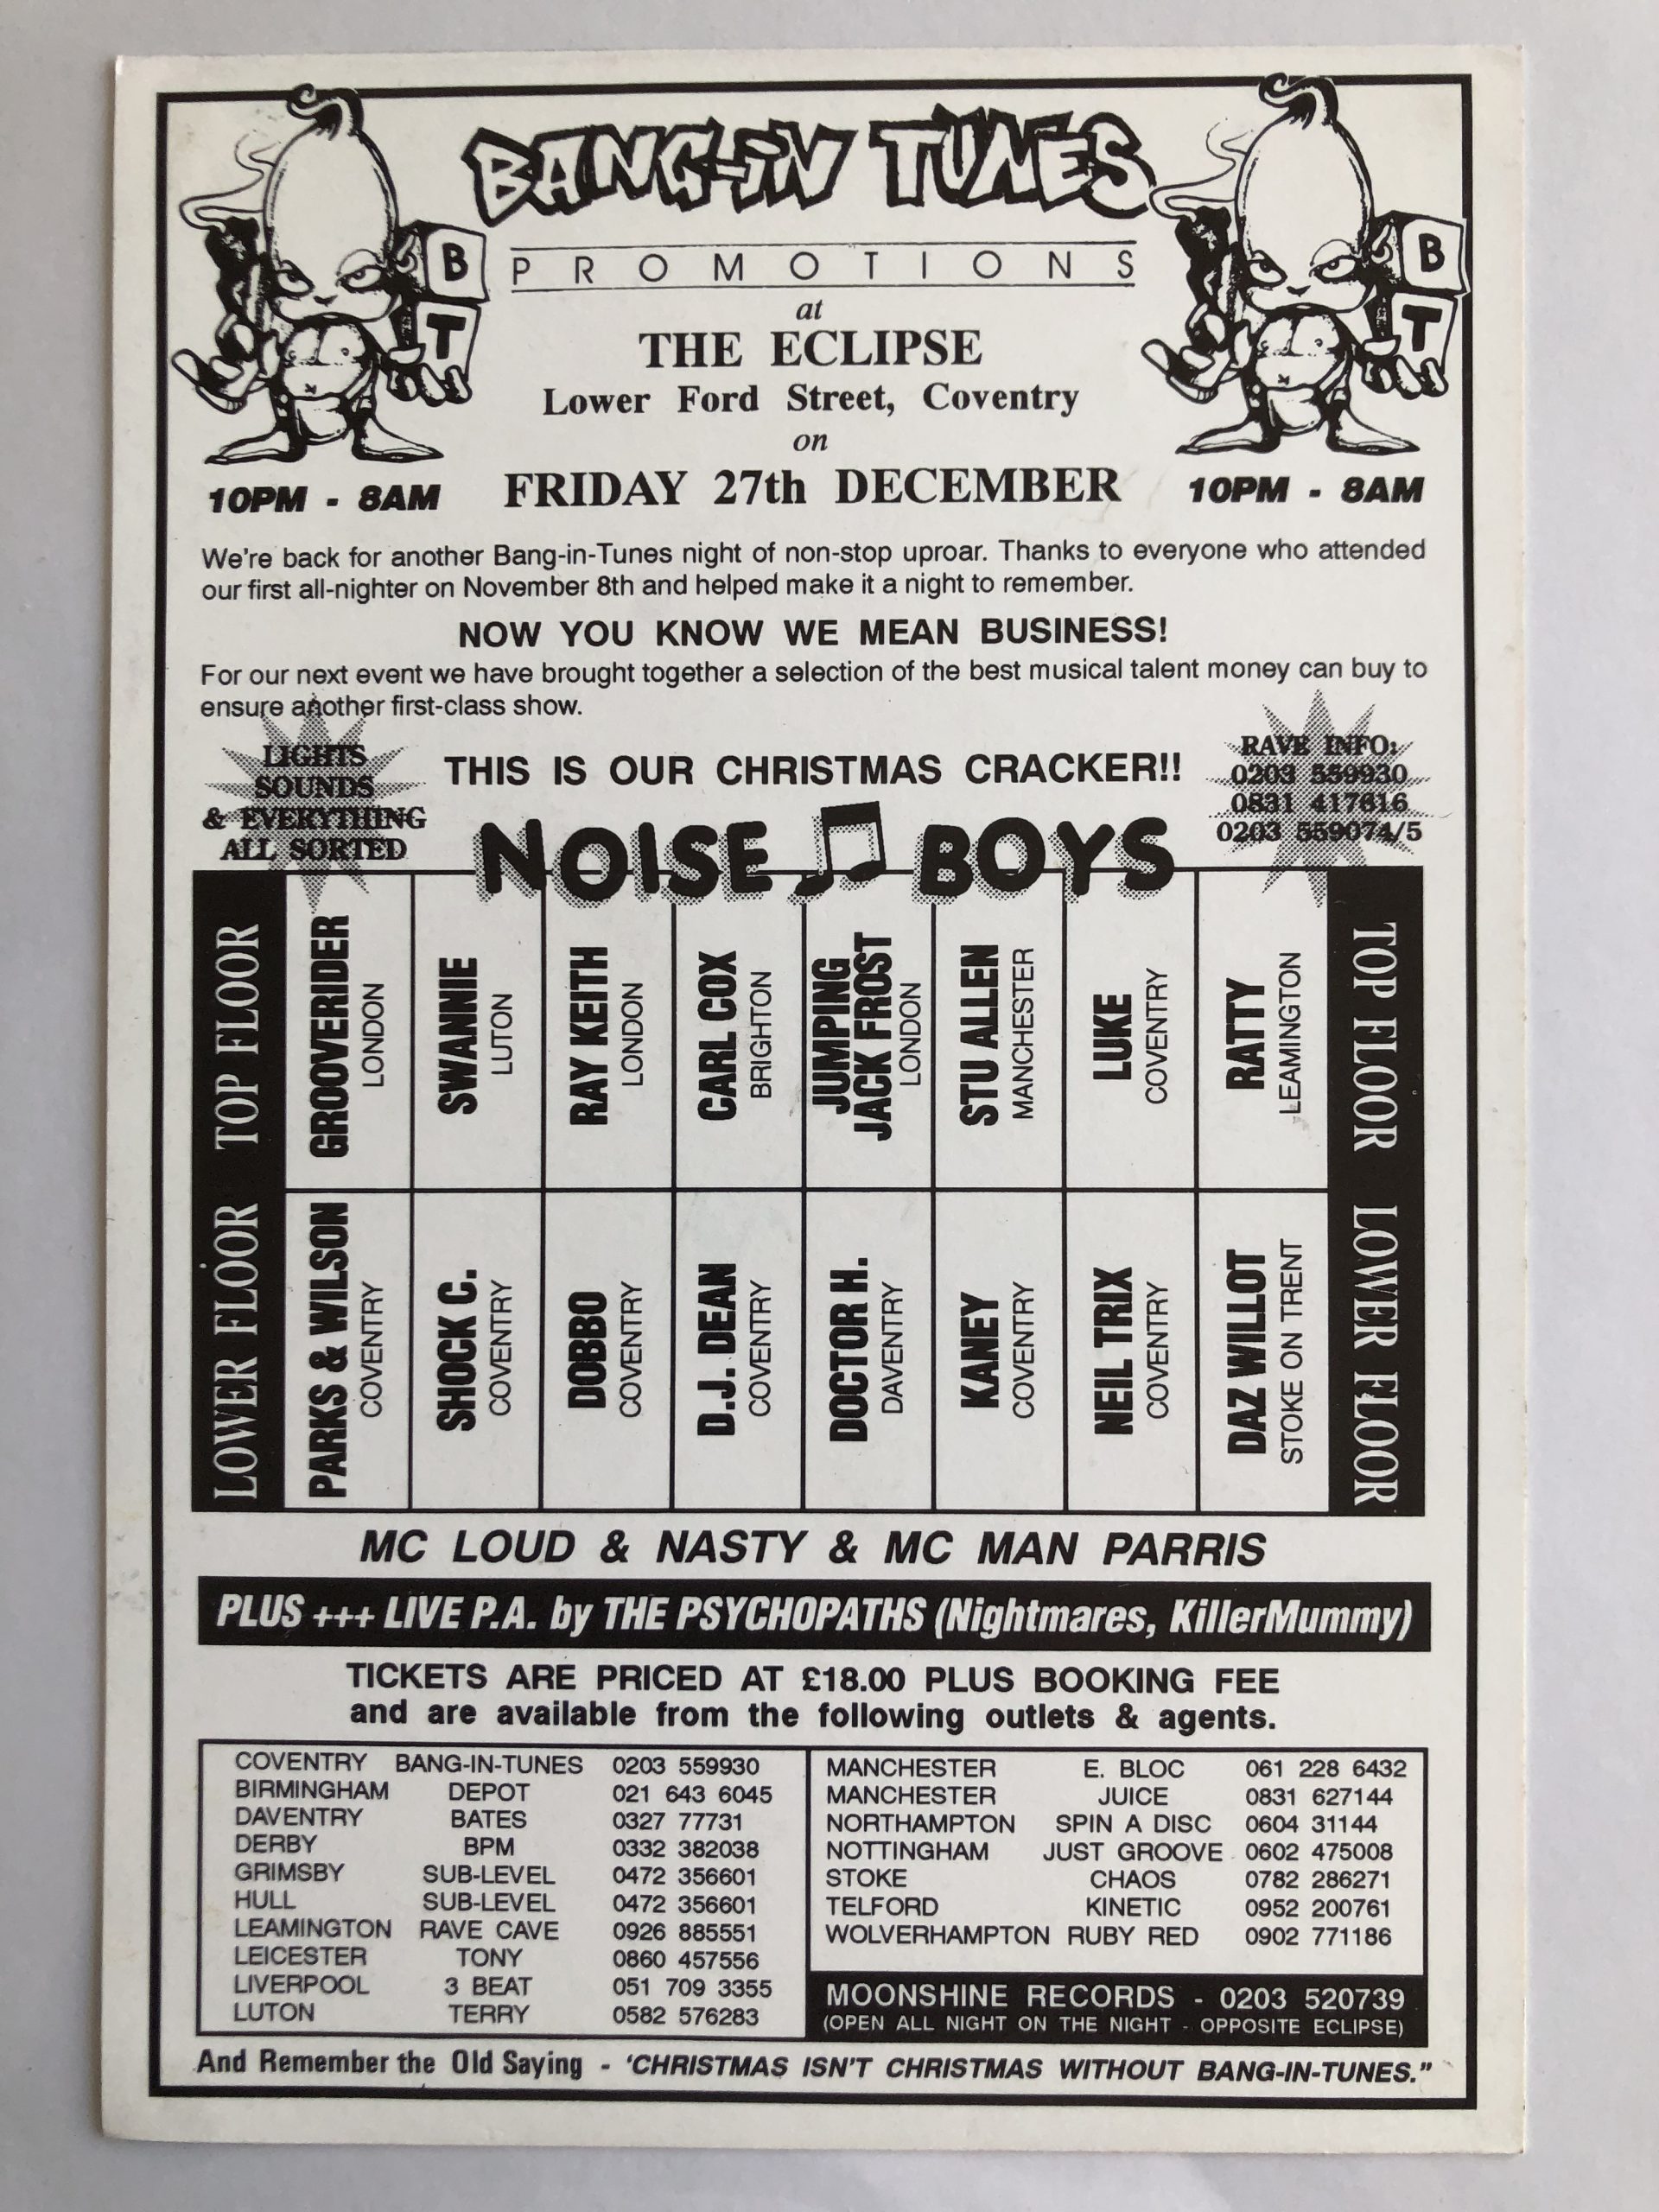 BANG-IN TUNES
B
T
B
T
PROMOTIONS
at
THE ECLIPSE
Lower Ford Street, Coventry
on
10PM - 8AM
FRIDAY 27th DECEMBER
10PM - 8AM
We're back for another Bang-in-Tunes night of non-stop uproar. Thanks to everyone who attended
our first all-nighter on November 8th and helped make it a night to remember.
NOW YOU KNOW WE MEAN BUSINESS!
For our next event we have brought together a selection of the best musical talent money can buy to
ensure another first-class show.
LIGHTS
SOUNDS
& EVERYTHING
ALL SORTED
THIS IS OUR CHRISTMAS CRACKER!!
RAVE INFO:
0203 559930
0831 417616
0203 559074/5
NOISE BOYS
TOP FLOOR
GROOVERIDER
LONDON
SWANNIE
LUTON
RAY KEITH
LONDON
CARL COX
BRIGHTON
JUMPING
JACK FROST
LONDON
STU ALLEN
MANCHESTER
LUKE
COVENTRY
RATTY
LEAMINGTON
TOP FLOOR
LOWER FLOOR
PARKS & WILSON
COVENTRY
SHOCK C.
COVENTRY
DOBBO
COVENTRY
D.J. DEAN
COVENTRY
DOCTOR H.
DAVENTRY
KANEY
COVENTRY
NEIL TRIX
COVENTRY
DAZ WILLOT
STOKE ON TRENT
LOWER FLOOR
MC LOUD & NASTY & MC MAN PARRIS
PLUS +++ LIVE P.A. by THE PSYCHOPATHS (Nightmares, KillerMummy)
TICKETS ARE PRICED AT £18.00 PLUS BOOKING FEE
and are available from the following outlets & agents.
COVENTRY BANG-IN-TUNES 0203 559930
BIRMINGHAM DEPOT 021 643 6045
DAVENTRY BATES 0327 77731
DERBY BPM 0332 382038
GRIMSBY SUB-LEVEL 0472 356601
HULL SUB-LEVEL 0472 356601
LEAMINGTON RAVE CAVE 0926 885551
LEICESTER TONY 0860 457556
LIVERPOOL 3 BEAT 051 709 3355
LUTON TERRY 0582 576283
MANCHESTER E. BLOC 061 228 6432
MANCHESTER JUICE 0831 627144
NORTHAMPTON SPIN A DISC 0604 31144
NOTTINGHAM JUST GROOVE 0602 475008
STOKE CHAOS 0782 286271
TELFORD KINETIC 0952 200761
WOLVERHAMPTON RUBY RED 0902 771186
MOONSHINE RECORDS - 0203 520739
(OPEN ALL NIGHT ON THE NIGHT - OPPOSITE ECLIPSE)
And Remember the Old Saying - 'CHRISTMAS ISN'T CHRISTMAS WITHOUT BANG-IN-TUNES."